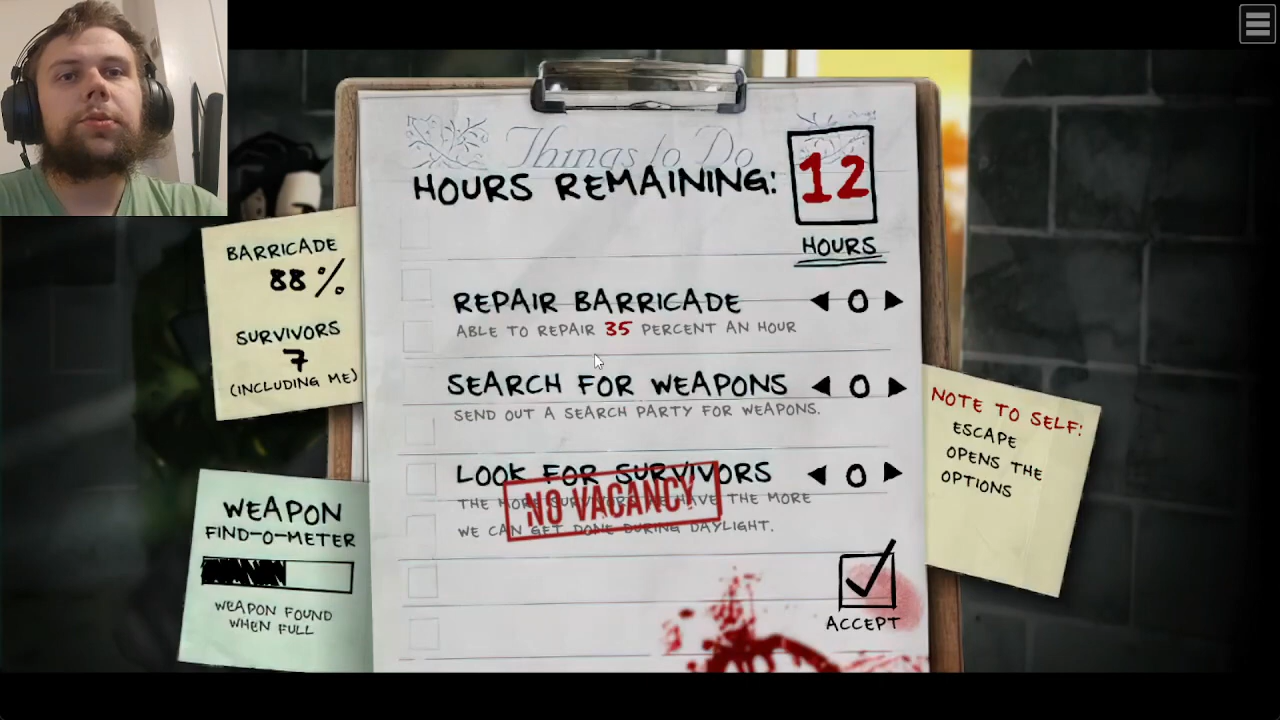 Things to Do
HOURS REMAINING: 12
HOURS
BARRICADE
88%
SURVIVORS
7
(INCLUDING ME)
REPAIR BARRICADE 0
ABLE TO REPAIR 35 PERCENT AN HOUR
SEARCH FOR WEAPONS 0
SEND OUT A SEARCH PARTY FOR WEAPONS.
LOOK FOR SURVIVORS 0
THE MORE SURVIVORS WE HAVE THE MORE
WE CAN GET DONE DURING DAYLIGHT.
NO VACANCY
NOTE TO SELF:
ESCAPE
OPENS THE
OPTIONS
WEAPON
FIND-O-METER
WEAPON FOUND
WHEN FULL
ACCEPT